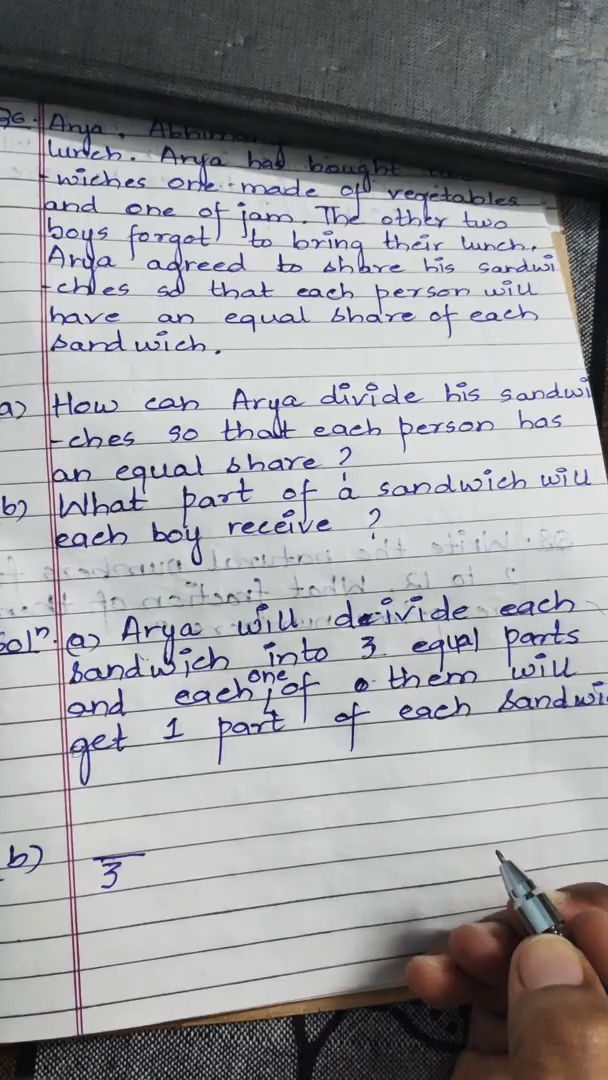 36. Arya, Abhim
lunch. Arya had bought
-wiches one made of vegetables
and one of jam. The other two
boys forgot to bring their lunch.
Arya agreed to share his sandwi
-ches so that each person will
have an equal share of each
sandwich.
a) How can Arya divide his sandwi
-ches so that each person has
an equal share ?
b) What part of a sandwich will
each boy receive ?
Solⁿ. (a) Arya will divide each
sandwich into 3 equal parts
and each one of them will
get 1 part of each sandwi
b) __
3